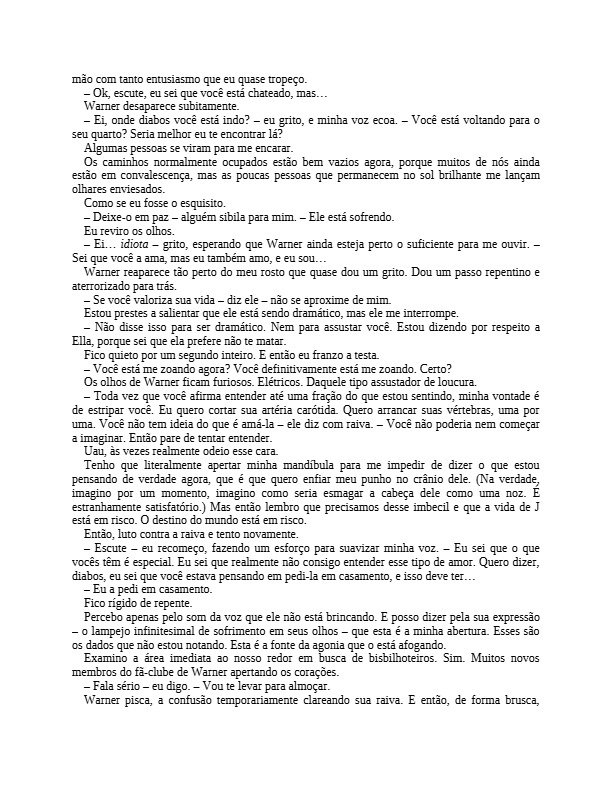 mão com tanto entusiasmo que eu quase tropeço.
– Ok, escute, eu sei que você está chateado, mas…
Warner desaparece subitamente.
– Ei, onde diabos você está indo? – eu grito, e minha voz ecoa. – Você está voltando para o
seu quarto? Seria melhor eu te encontrar lá?
Algumas pessoas se viram para me encarar.
Os caminhos normalmente ocupados estão bem vazios agora, porque muitos de nós ainda
estão em convalescença, mas as poucas pessoas que permanecem no sol brilhante me lançam
olhares enviesados.
Como se eu fosse o esquisito.
– Deixe-o em paz – alguém sibila para mim. – Ele está sofrendo.
Eu reviro os olhos.
– Ei… idiota – grito, esperando que Warner ainda esteja perto o suficiente para me ouvir. –
Sei que você a ama, mas eu também amo, e eu sou…
Warner reaparece tão perto do meu rosto que quase dou um grito. Dou um passo repentino e
aterrorizado para trás.
– Se você valoriza sua vida – diz ele – não se aproxime de mim.
Estou prestes a salientar que ele está sendo dramático, mas ele me interrompe.
– Não disse isso para ser dramático. Nem para assustar você. Estou dizendo por respeito a
Ella, porque sei que ela prefere não te matar.
Fico quieto por um segundo inteiro. E então eu franzo a testa.
– Você está me zoando agora? Você definitivamente está me zoando. Certo?
Os olhos de Warner ficam furiosos. Elétricos. Daquele tipo assustador de loucura.
– Toda vez que você afirma entender até uma fração do que estou sentindo, minha vontade é
de estripar você. Eu quero cortar sua artéria carótida. Quero arrancar suas vértebras, uma por
uma. Você não tem ideia do que é amá-la – ele diz com raiva. – Você não poderia nem começar
a imaginar. Então pare de tentar entender.
Uau, às vezes realmente odeio esse cara.
Tenho que literalmente apertar minha mandíbula para me impedir de dizer o que estou
pensando de verdade agora, que é que quero enfiar meu punho no crânio dele. (Na verdade,
imagino por um momento, imagino como seria esmagar a cabeça dele como uma noz. É
estranhamente satisfatório.) Mas então lembro que precisamos desse imbecil e que a vida de J
está em risco. O destino do mundo está em risco.
Então, luto contra a raiva e tento novamente.
– Escute – eu recomeço, fazendo um esforço para suavizar minha voz. – Eu sei que o que
vocês têm é especial. Eu sei que realmente não consigo entender esse tipo de amor. Quero dizer,
diabos, eu sei que você estava pensando em pedi-la em casamento, e isso deve ter…
– Eu a pedi em casamento.
Fico rígido de repente.
Percebo apenas pelo som da voz que ele não está brincando. E posso dizer pela sua expressão
– o lampejo infinitesimal de sofrimento em seus olhos – que esta é a minha abertura. Esses são
os dados que não estou notando. Esta é a fonte da agonia que o está afogando.
Examino a área imediata ao nosso redor em busca de bisbilhoteiros. Sim. Muitos novos
membros do fã-clube de Warner apertando os corações.
– Fala sério – eu digo. – Vou te levar para almoçar.
Warner pisca, a confusão temporariamente clareando sua raiva. E então, de forma brusca,